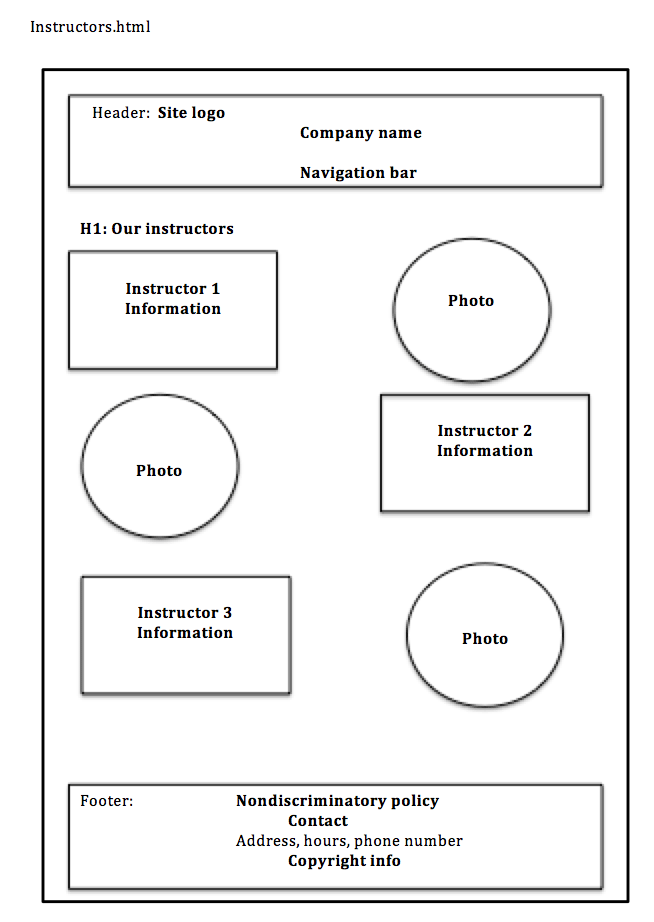 Instructors.html
Header: Site logo
Company name
Navigation bar
H1: Our instructors
Instructor 1
Information
Photo
Photo
Instructor 2
Information
Instructor 3
Information
Photo
Footer: Nondiscriminatory policy
Contact
Address, hours, phone number
Copyright info